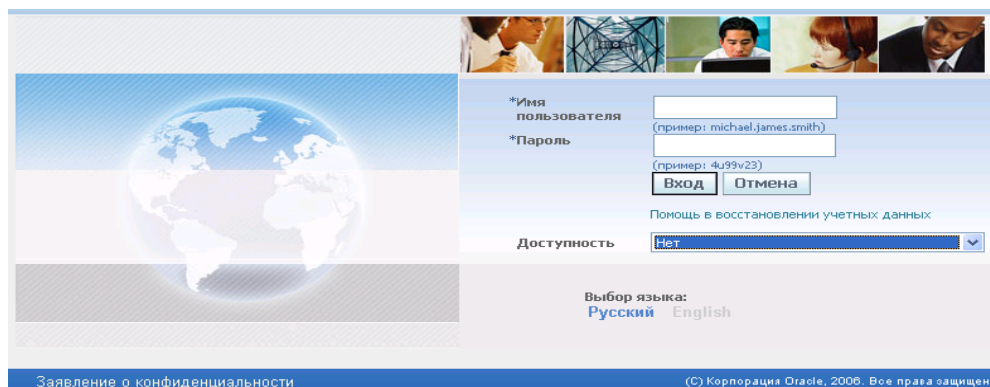 *Имя
пользователя
(пример: michael.james.smith)
*Пароль
(пример: 4u99v23)
Вход Отмена
Помощь в восстановлении учетных данных
Доступность Нет
Выбор языка:
Русский English
Заявление о конфиденциальности (C) Корпорация Oracle, 2006. Все права защищен